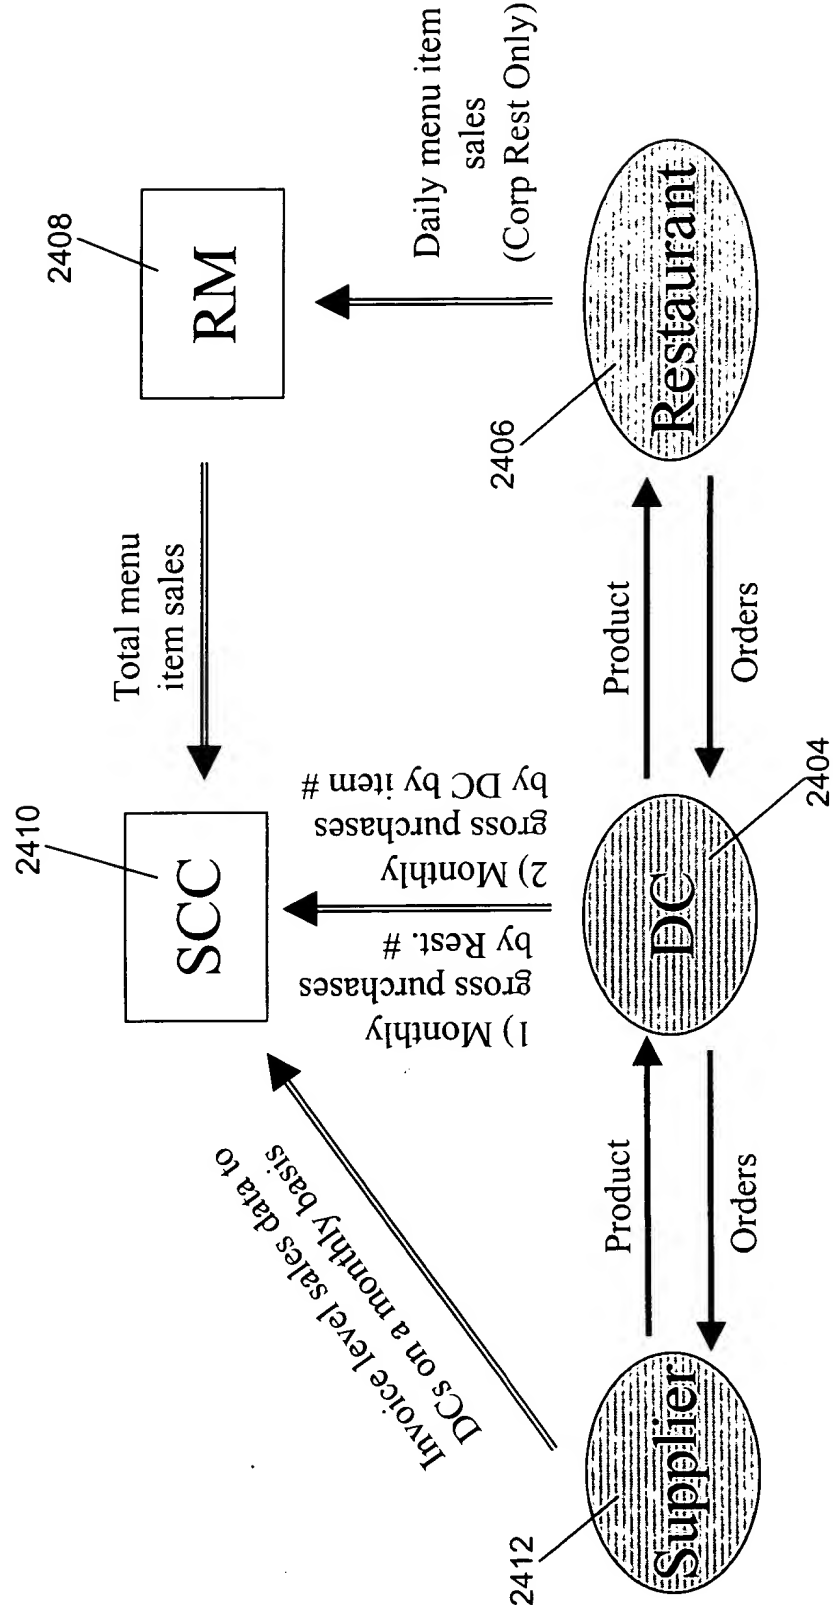 2410
SCC
Total menu
item sales
2408
RM
Invoice level sales data to
DCs on a monthly basis
1) Monthly
gross purchases
by Rest. #
2) Monthly
gross purchases
by DC by item #
Daily menu item
sales
(Corp Rest Only)
2412
Supplier
Product
Orders
DC
2404
Product
Orders
2406
Restaurant